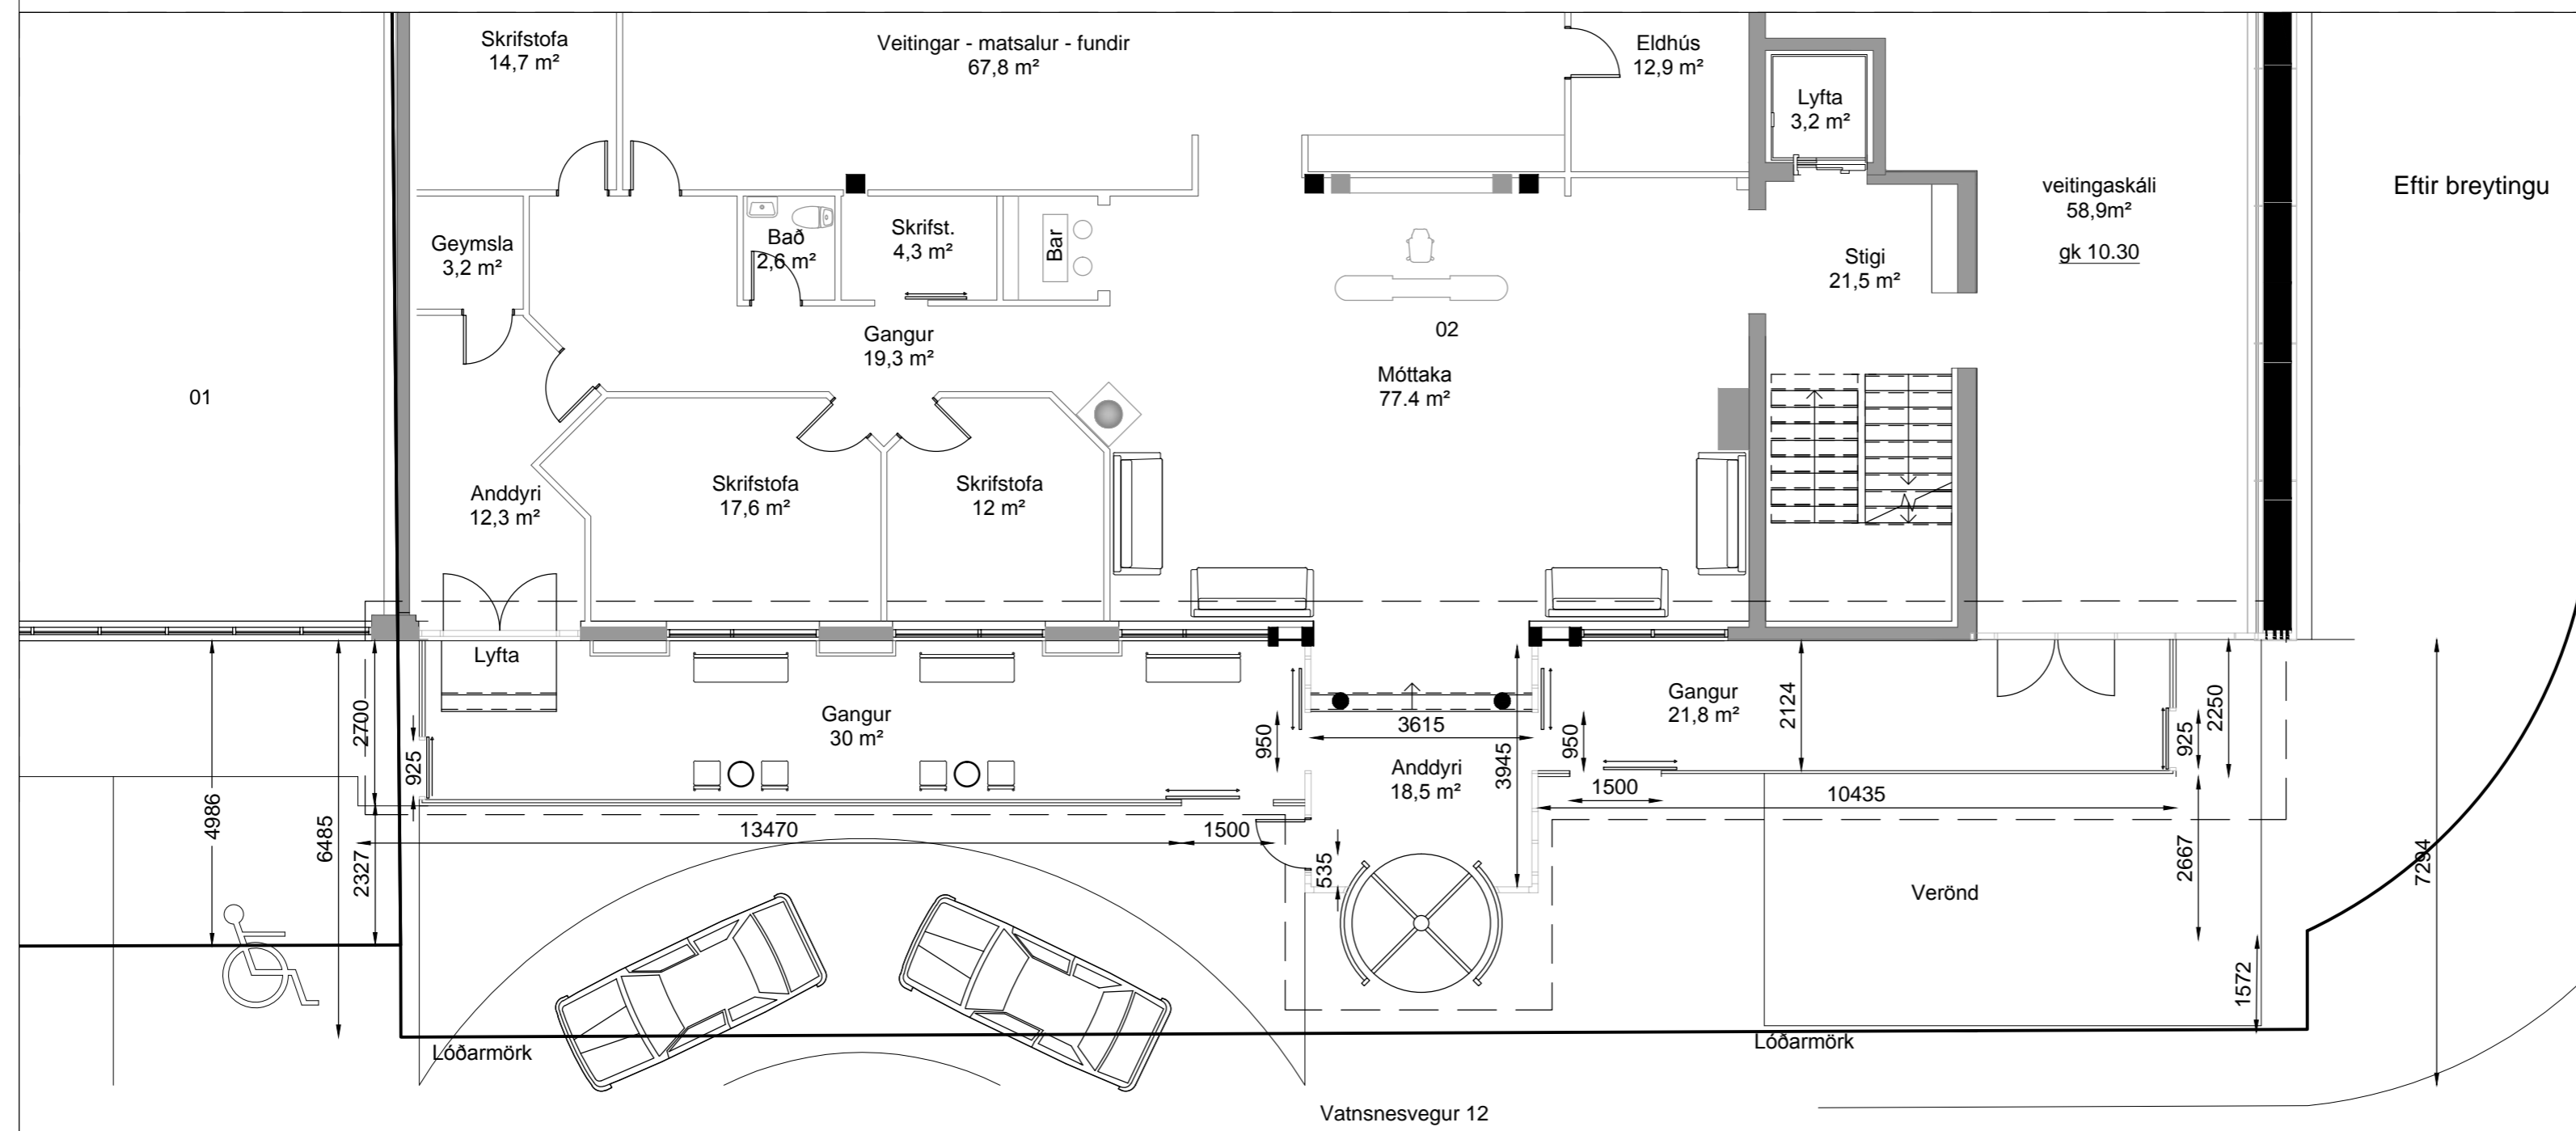 Skrifstofa
14,7 m²
Veitingar - matsalur - fundir
67,8 m²
Eldhús
12,9 m²
Lyfta
3,2 m²
veitingaskáli
58,9m²
gk 10.30
Eftir breytingu
Geymsla
3,2 m²
Bað
2,6 m²
Skrifst.
4,3 m²
Bar
Stigi
21,5 m²
Gangur
19,3 m²
02
Móttaka
77.4 m²
01
Anddyri
12,3 m²
Skrifstofa
17,6 m²
Skrifstofa
12 m²
Lyfta
Gangur
30 m²
Gangur
21,8 m²
Anddyri
18,5 m²
4986
6485
2700
2327
925
950
3615
3945
950
2124
925
2250
1500
10435
13470
1500
535
2667
7294
1572
Verönd
Lóðarmörk
Lóðarmörk
Vatnsnesvegur 12